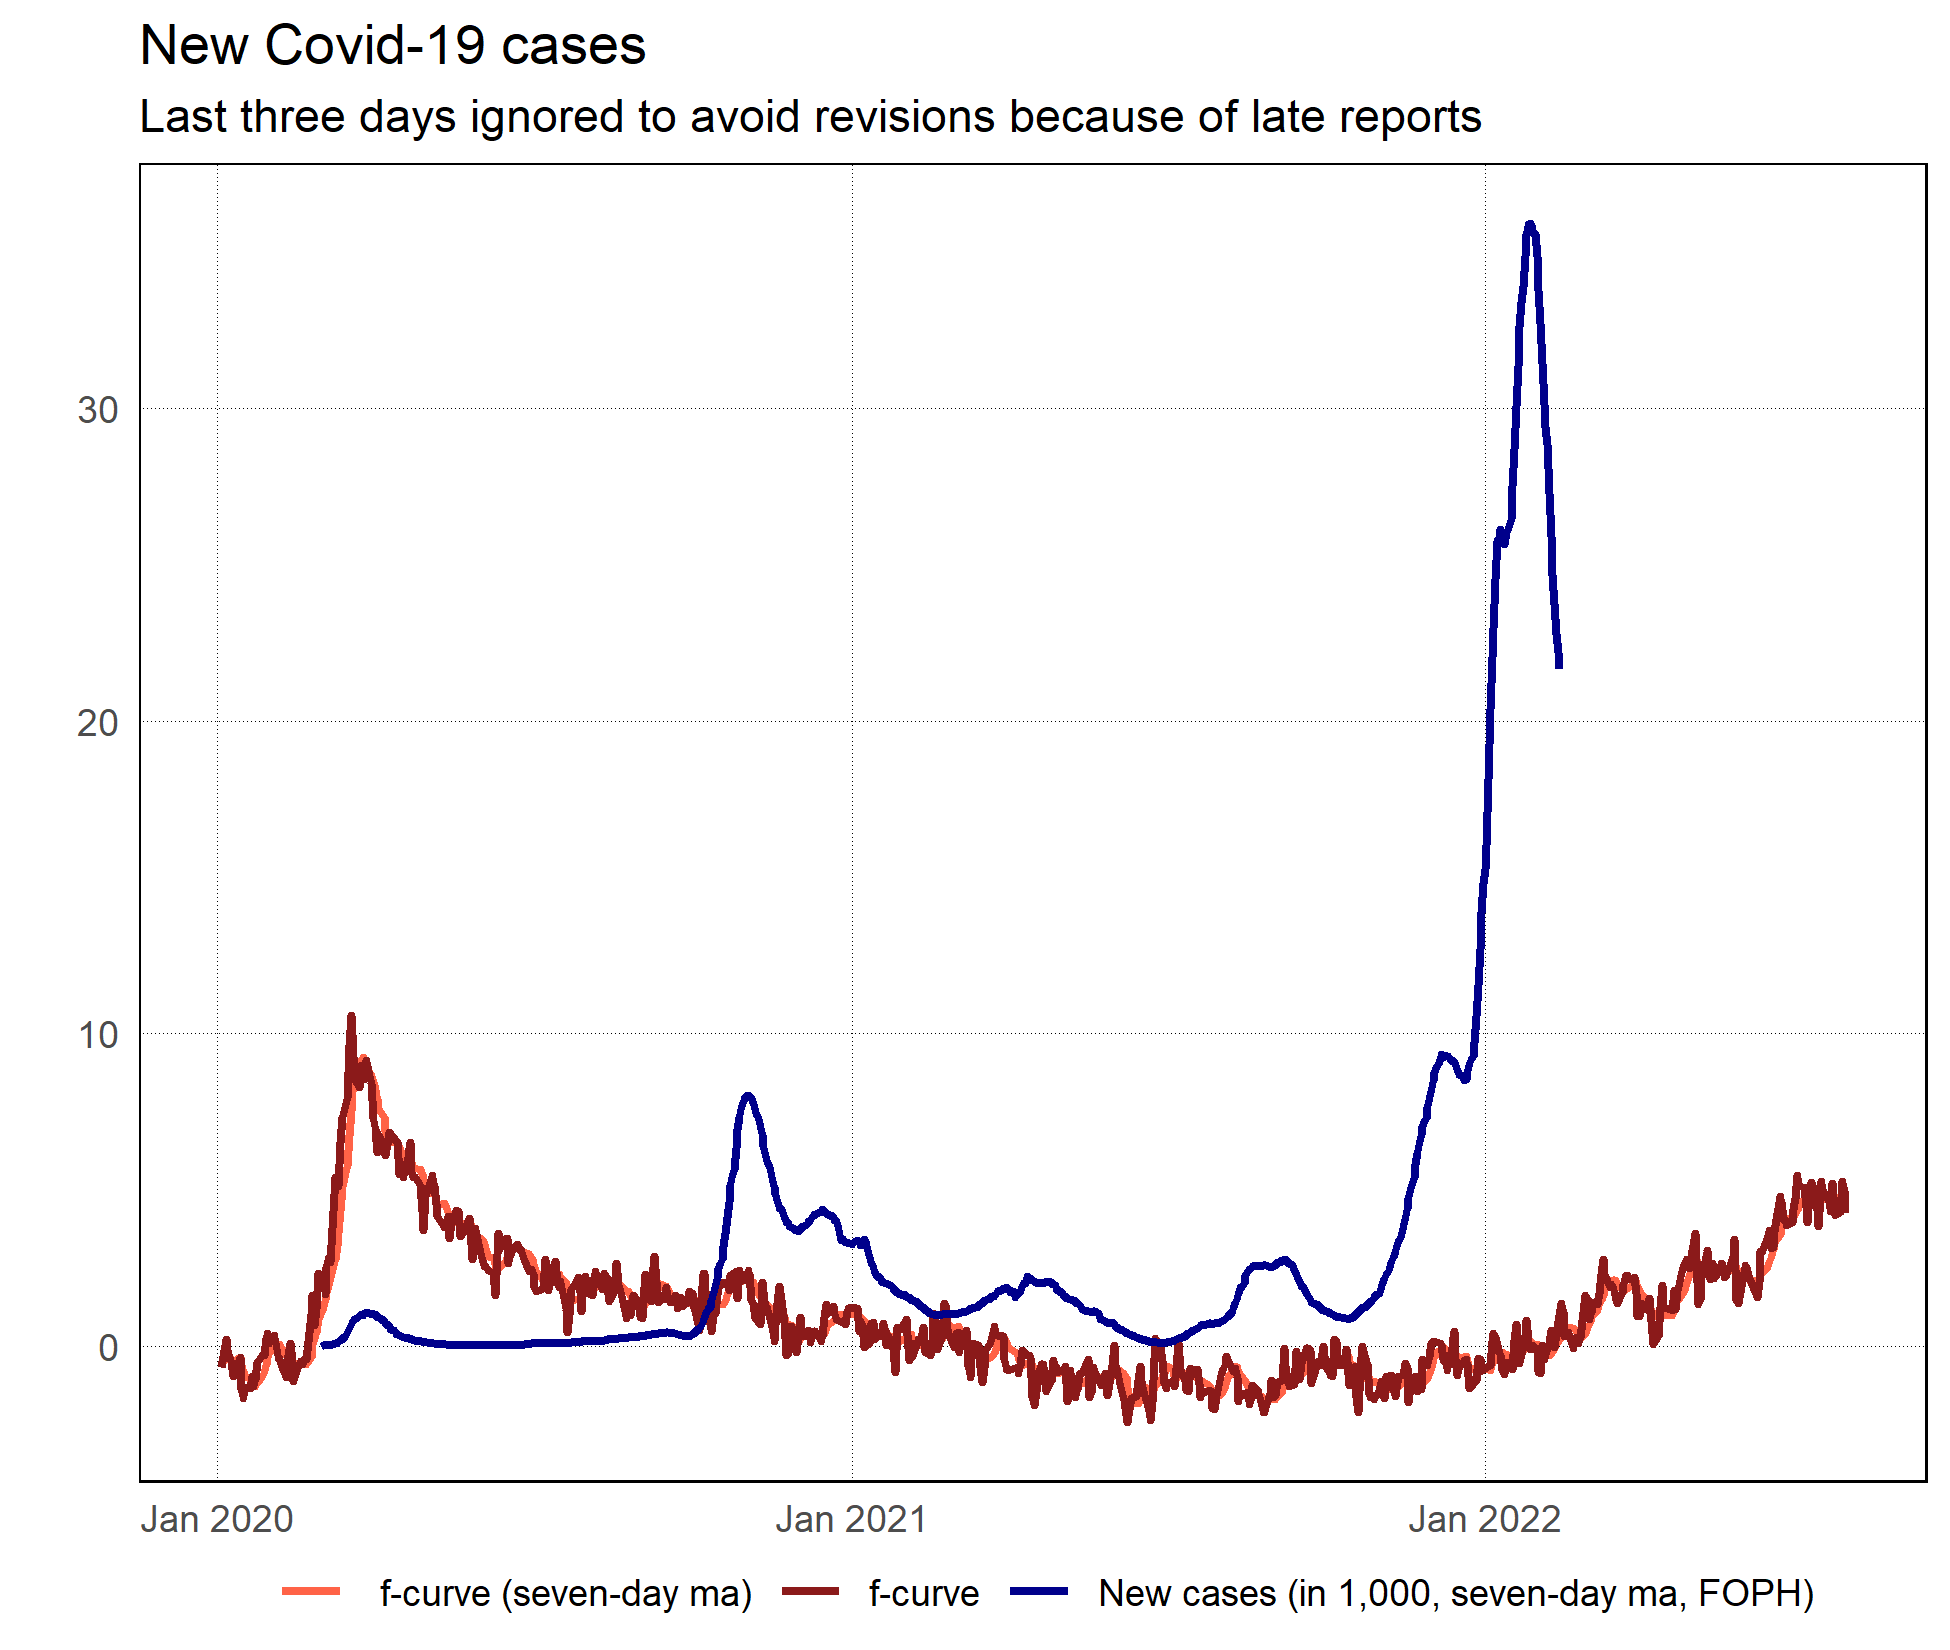 New Covid-19 cases
Last three days ignored to avoid revisions because of late reports
30
20
10
0
Jan 2020 Jan 2021 Jan 2022
f-curve (seven-day ma) f-curve New cases (in 1,000, seven-day ma, FOPH)